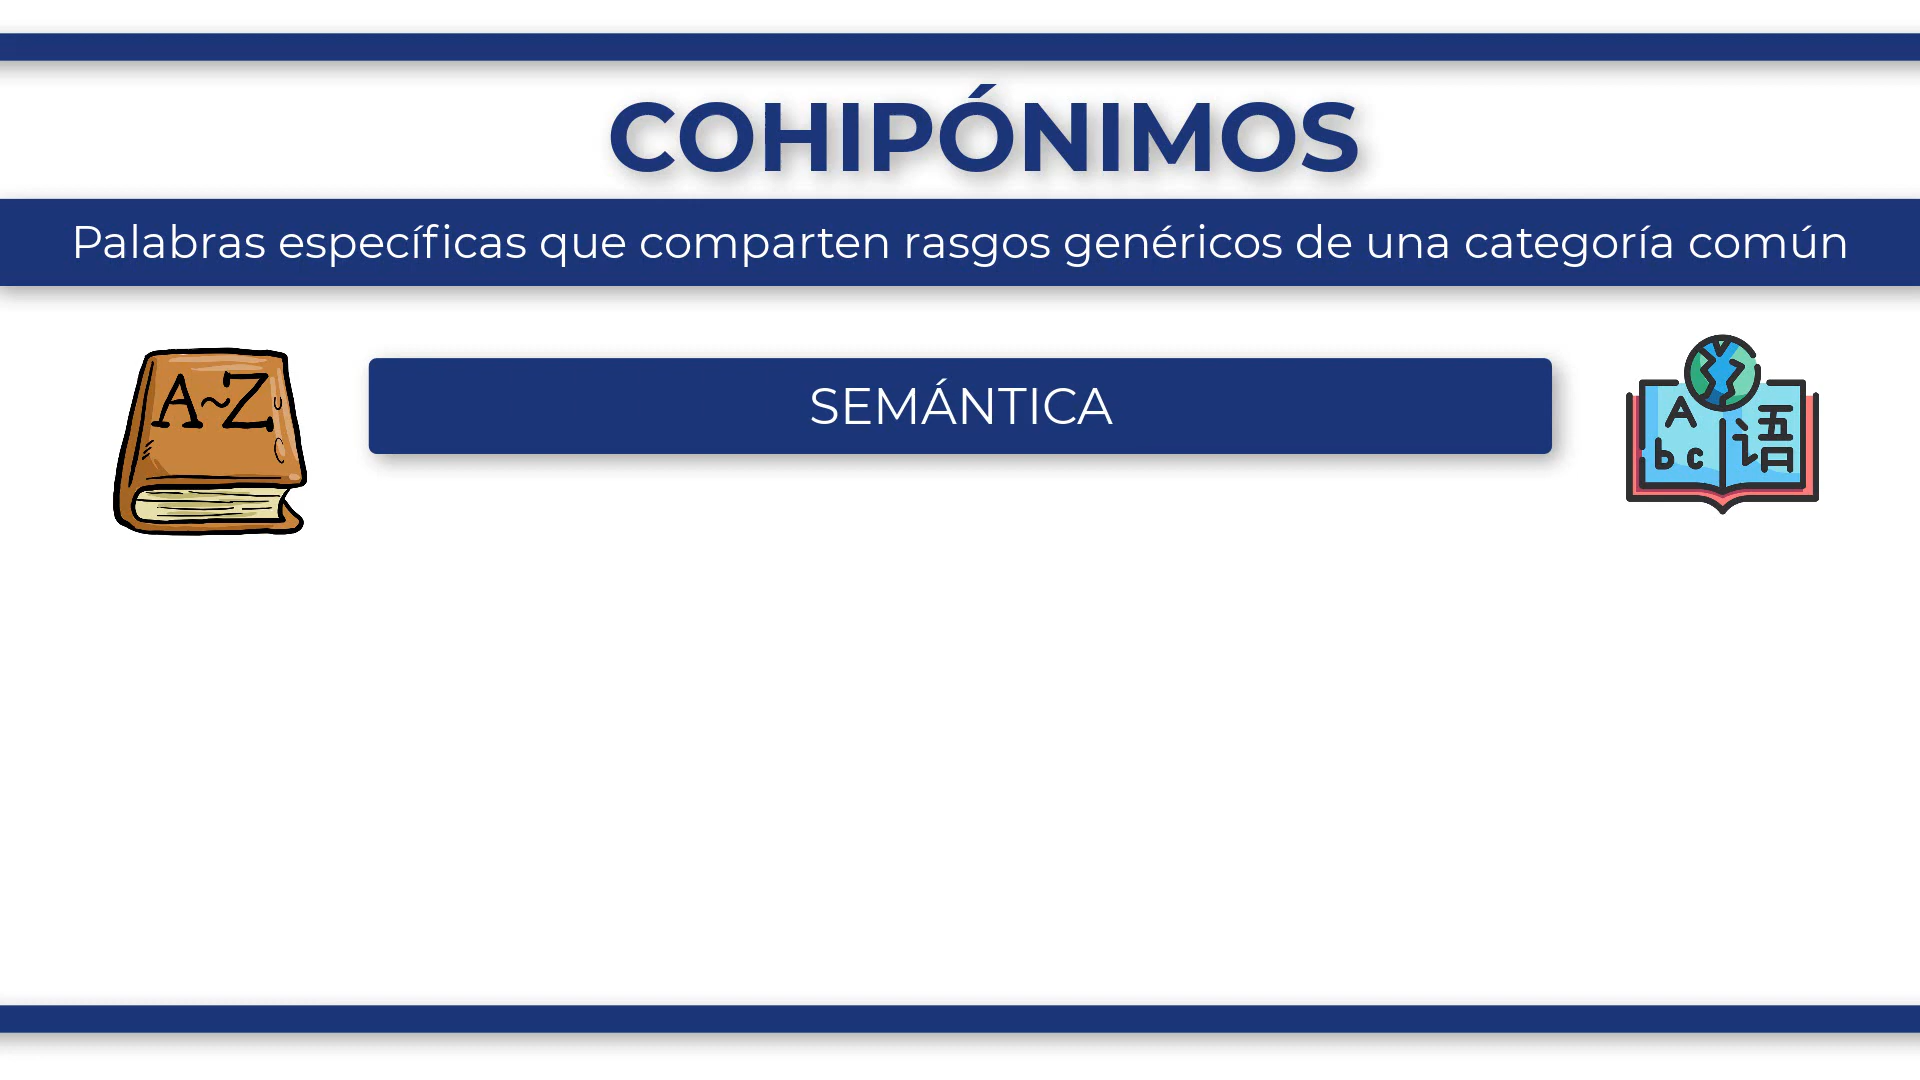 COHIPÓNIMOS
Palabras específicas que comparten rasgos genéricos de una categoría común
SEMÁNTICA
A~Z
A
b c
语